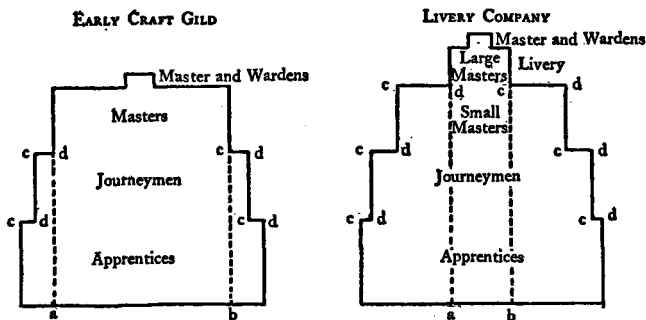 EARLY CRAFT GILD
Master and Wardens
Masters
c d c d
Journeymen
c d c d
Apprentices
a b
LIVERY COMPANY
Master and Wardens
Large
Masters
Livery
c d c d
Small
Masters
c d c d
Journeymen
c d c d
Apprentices
a b